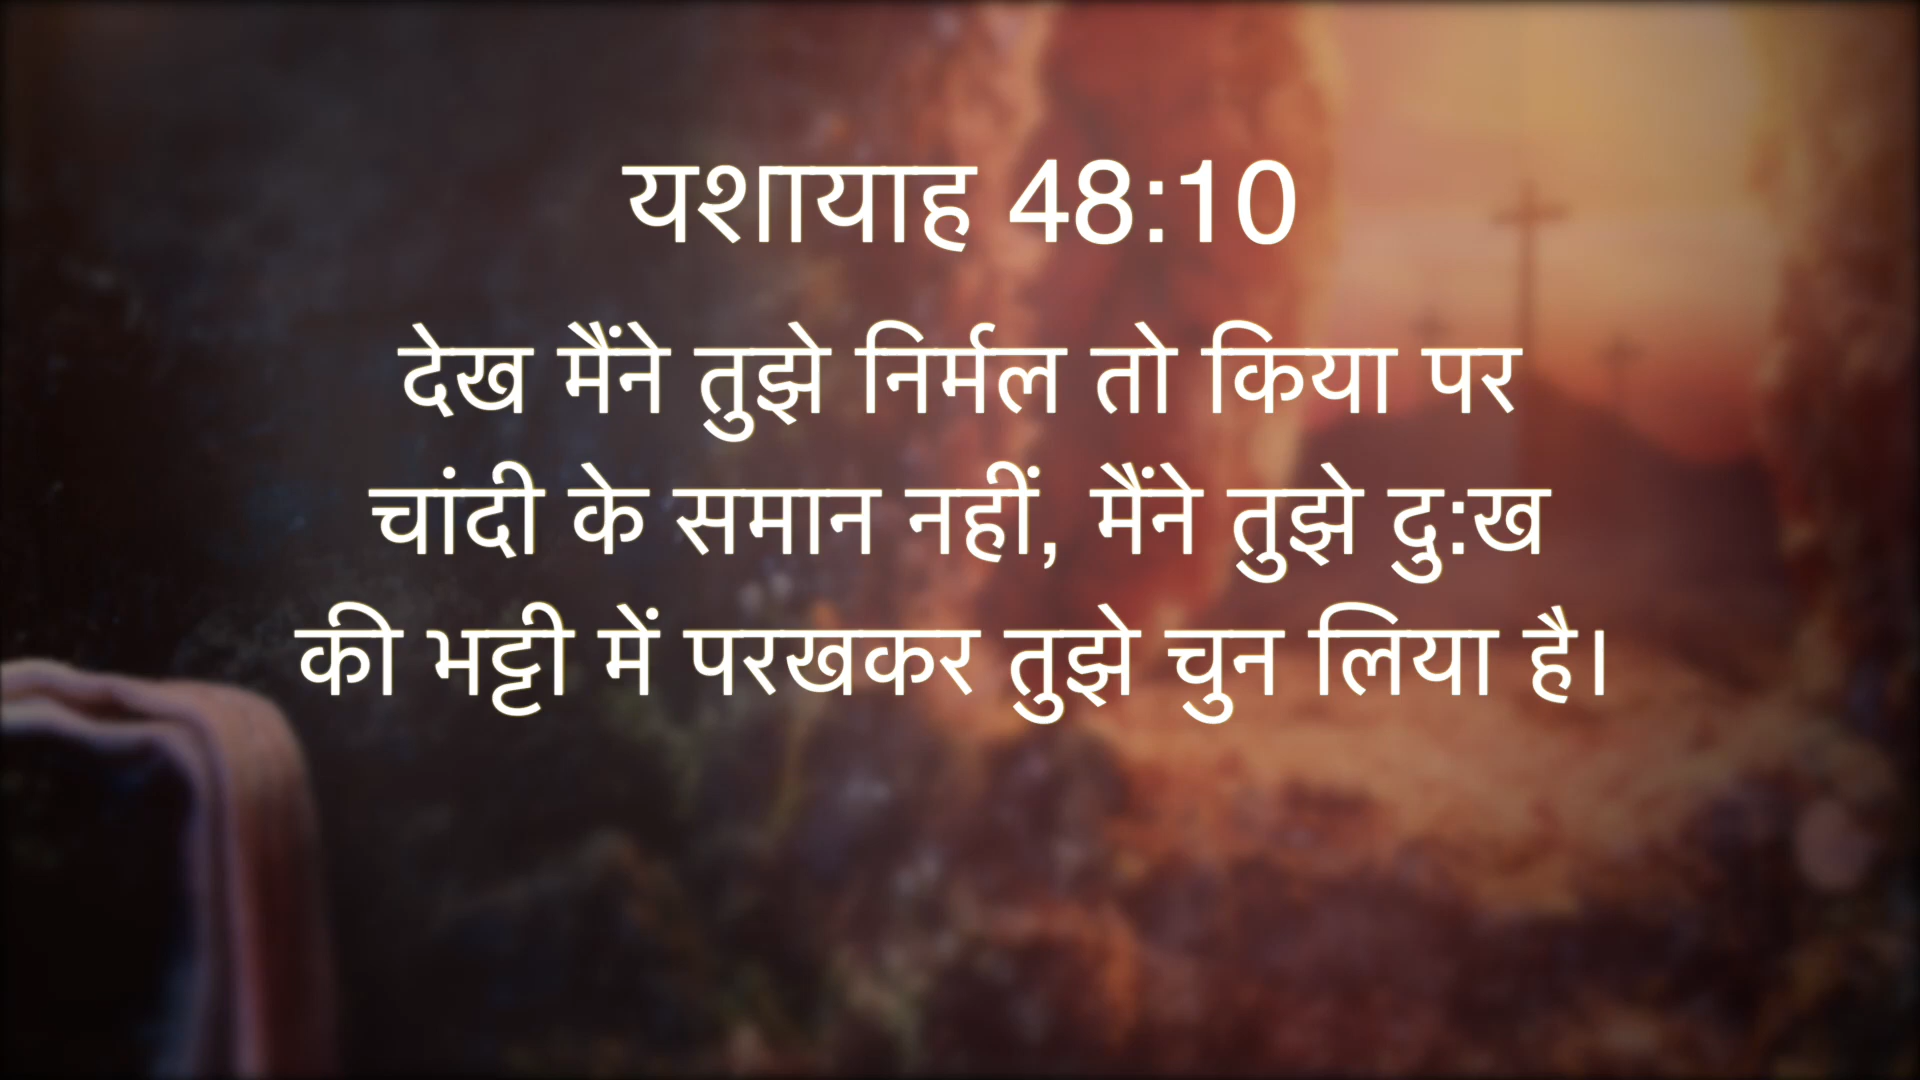 यशायाह 48:10
देख मैंने तुझे निर्मल तो किया पर
चांदी के समान नहीं, मैंने तुझे दु:ख
की भट्टी में परखकर तुझे चुन लिया है।